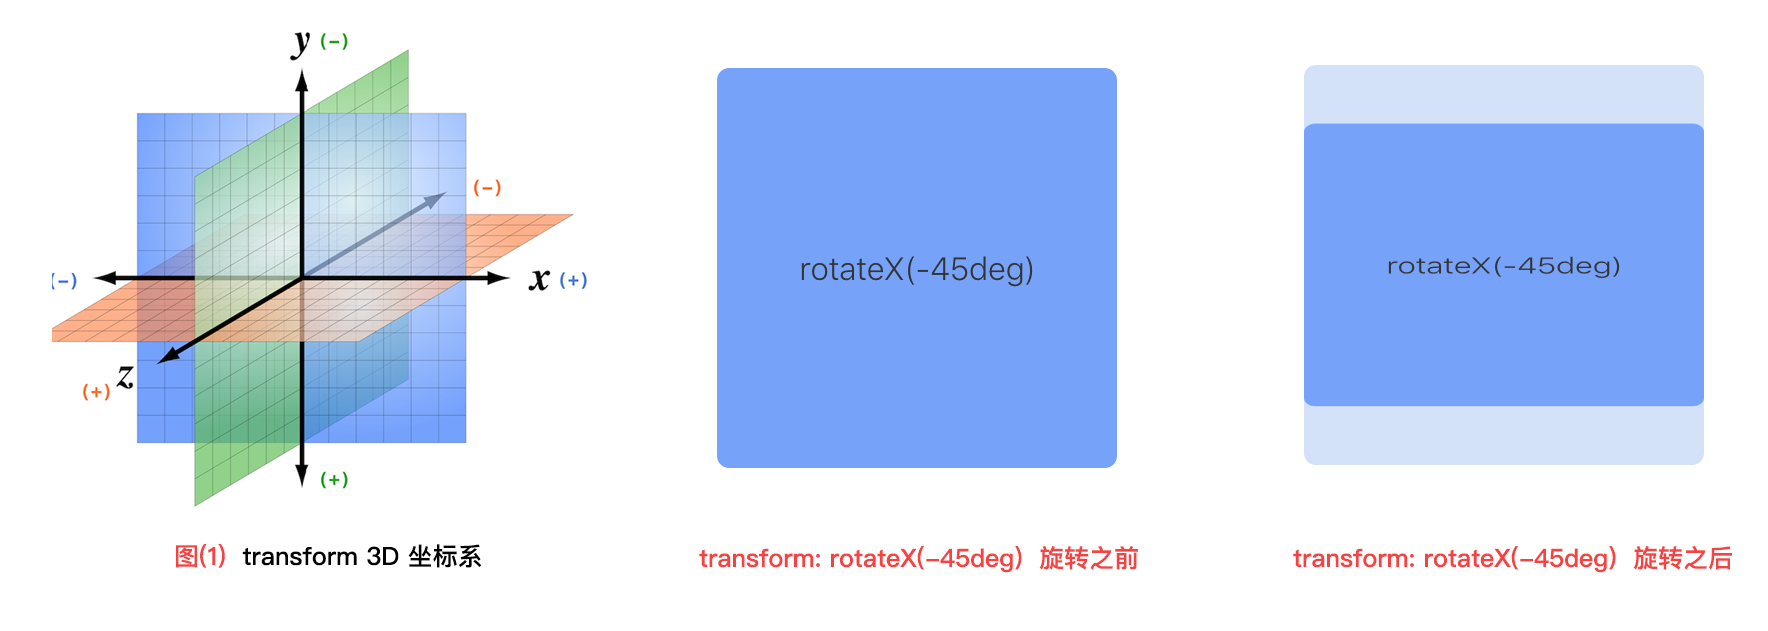 y (-)
(-)
(-)
x (+)
z
(+)
(+)
图(1) transform 3D 坐标系
rotateX(-45deg)
transform: rotateX(-45deg) 旋转之前
rotateX(-45deg)
transform: rotateX(-45deg) 旋转之后